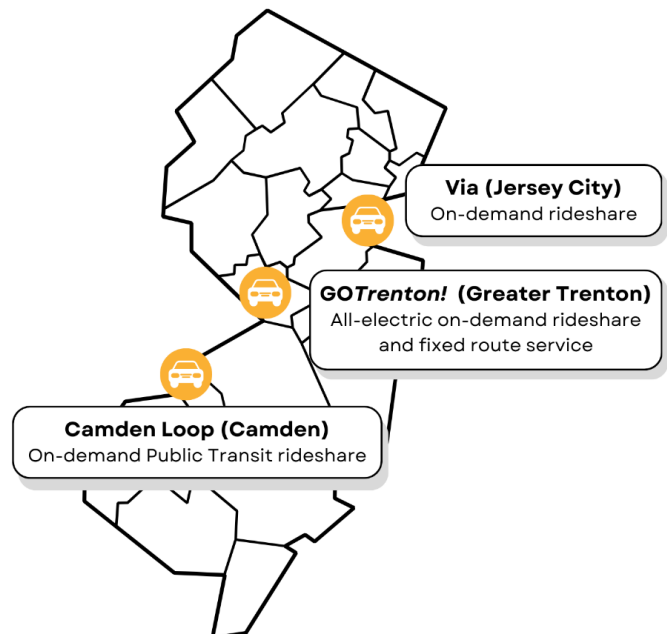 Via (Jersey City)
On-demand rideshare
GOTrenton! (Greater Trenton)
All-electric on-demand rideshare
and fixed route service
Camden Loop (Camden)
On-demand Public Transit rideshare